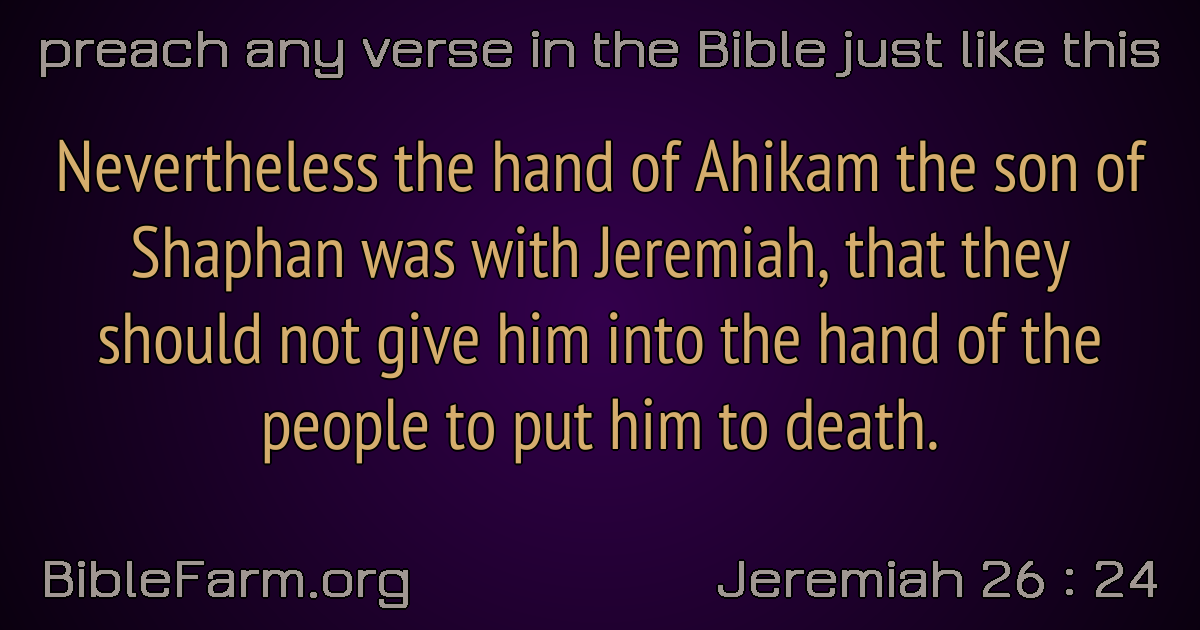 preach any verse in the Bible just like this
Nevertheless the hand of Ahikam the son of
Shaphan was with Jeremiah, that they
should not give him into the hand of the
people to put him to death.
BibleFarm.org
Jeremiah 26 : 24